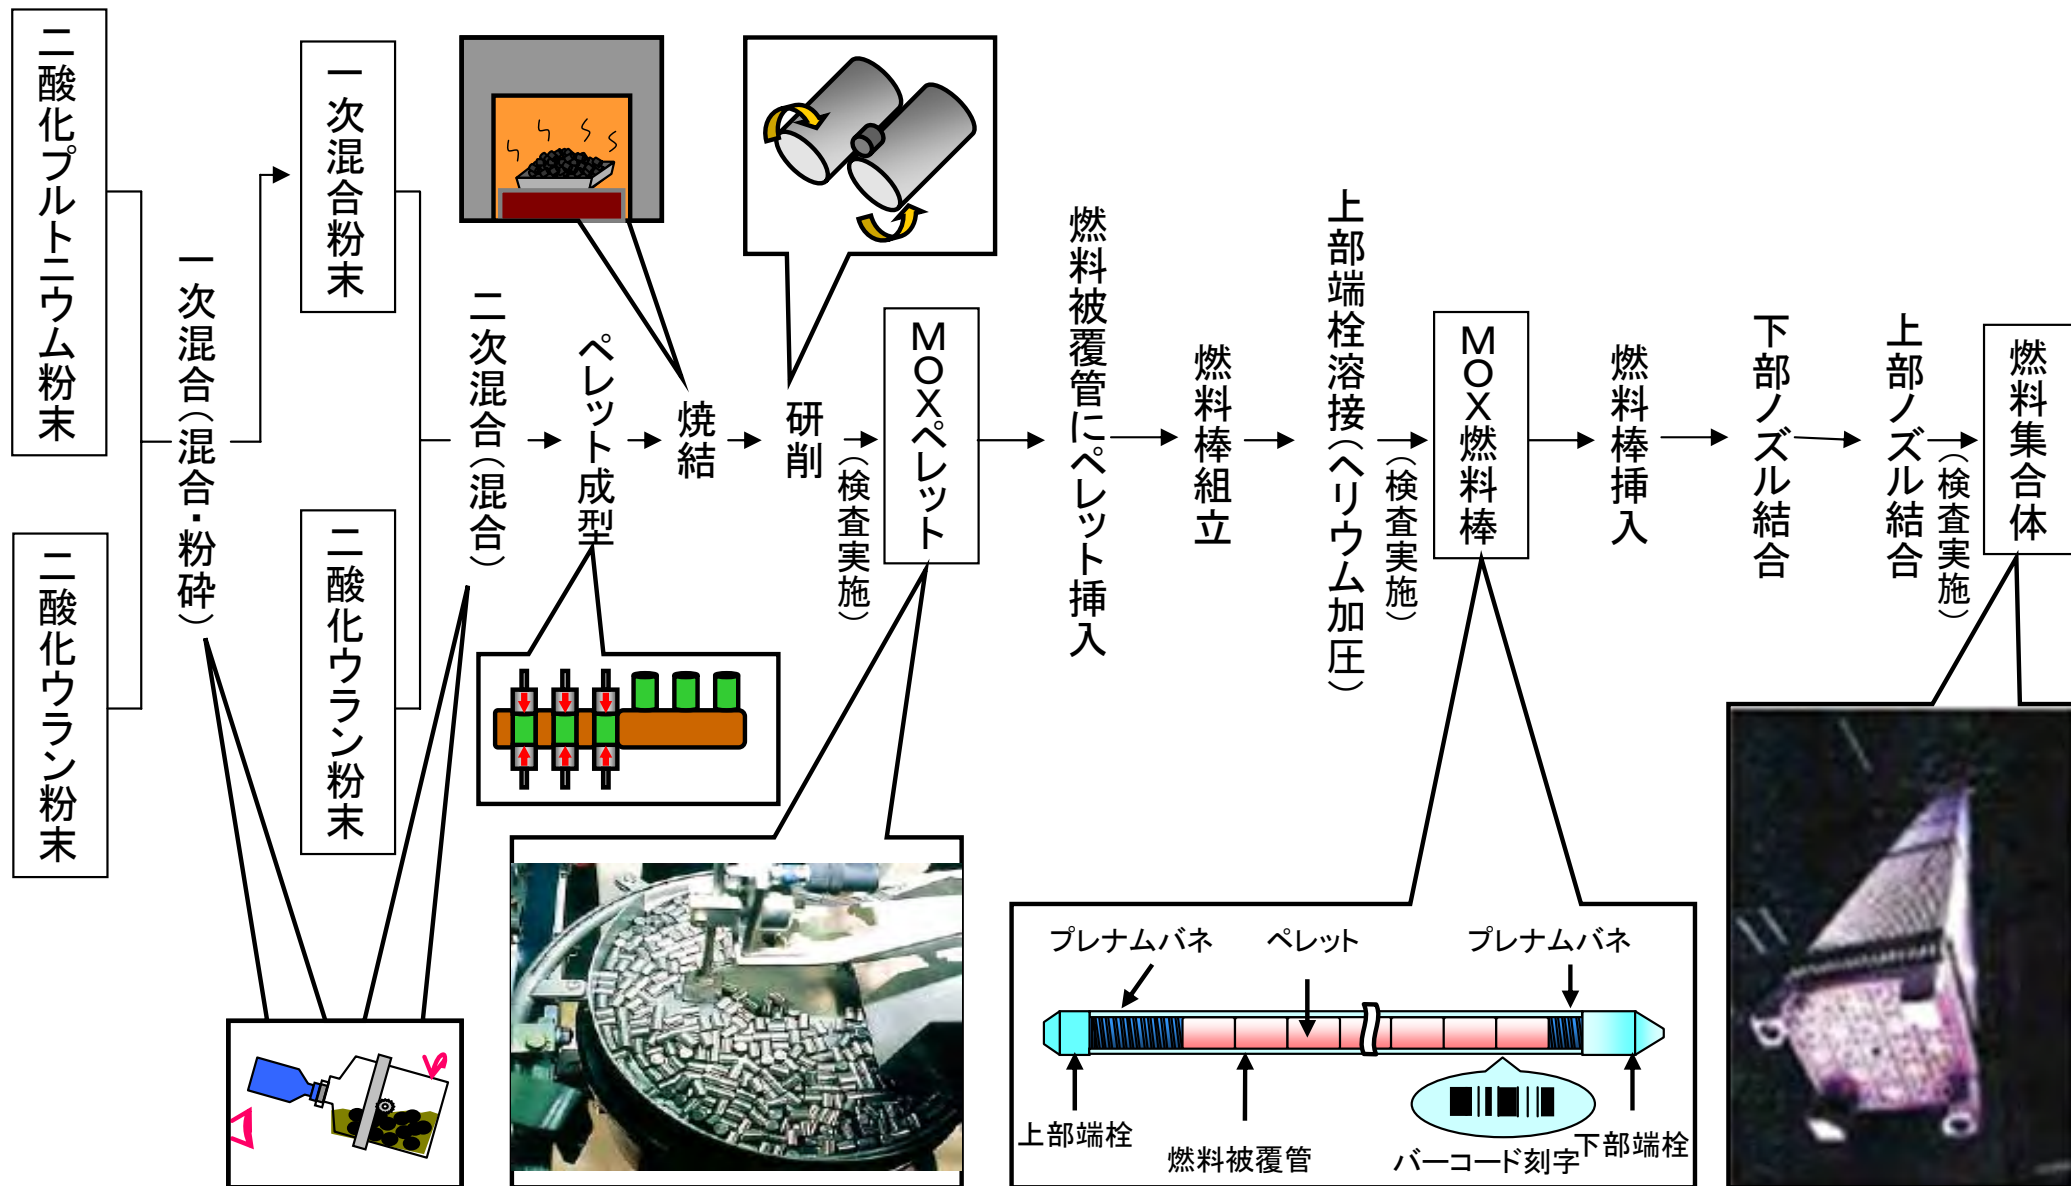 二酸化プルトニウム粉末
二酸化ウラン粉末
一次混合（混合・粉砕）
一次混合粉末
二酸化ウラン粉末
二次混合（混合）
ペレット成型
焼結
研削
（検査実施）
MOXペレット
燃料被覆管にペレット挿入
燃料棒組立
上部端栓溶接（ヘリウム加圧）
（検査実施）
MOX燃料棒
燃料棒挿入
下部ノズル結合
上部ノズル結合
（検査実施）
燃料集合体
プレナムバネ
ペレット
プレナムバネ
上部端栓
燃料被覆管
バーコード刻字
下部端栓